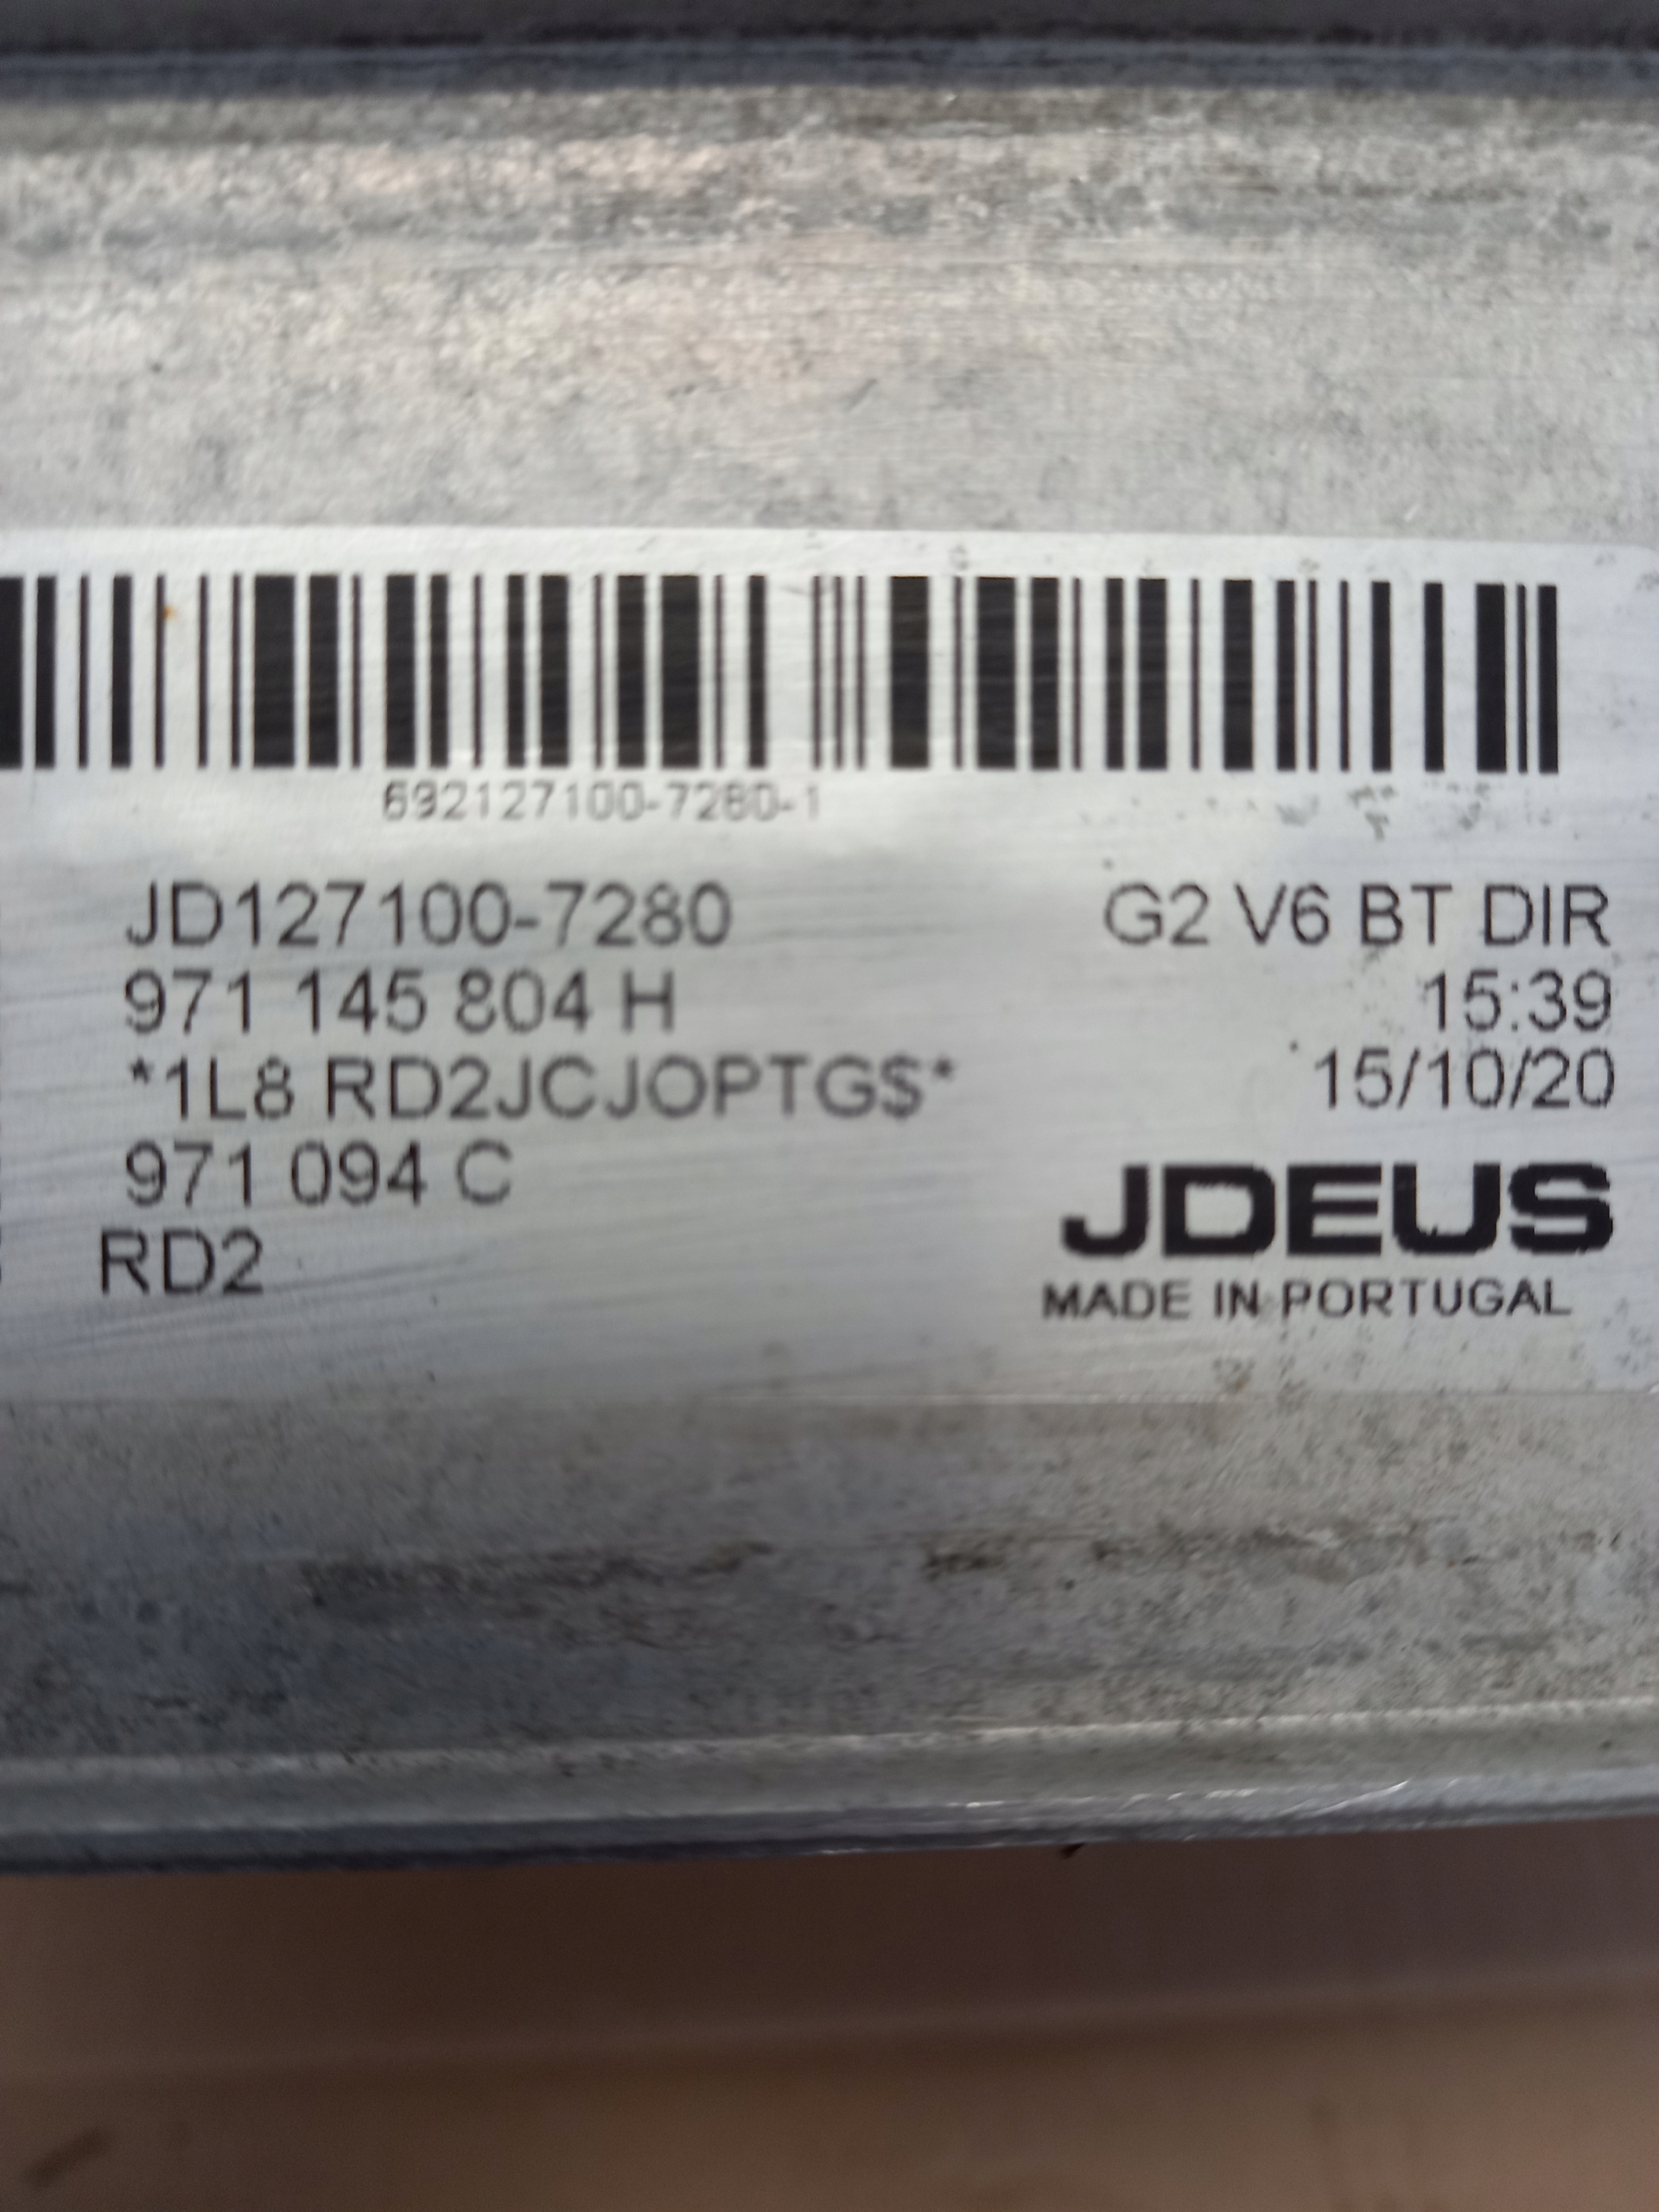 692127100-7280-1
JD127100-7280
971 145 804 H
*1L8 RD2JCJOPTG$*
971 094 C
RD2
G2 V6 BT DIR
15:39
15/10/20
JDEUS
MADE IN PORTUGAL